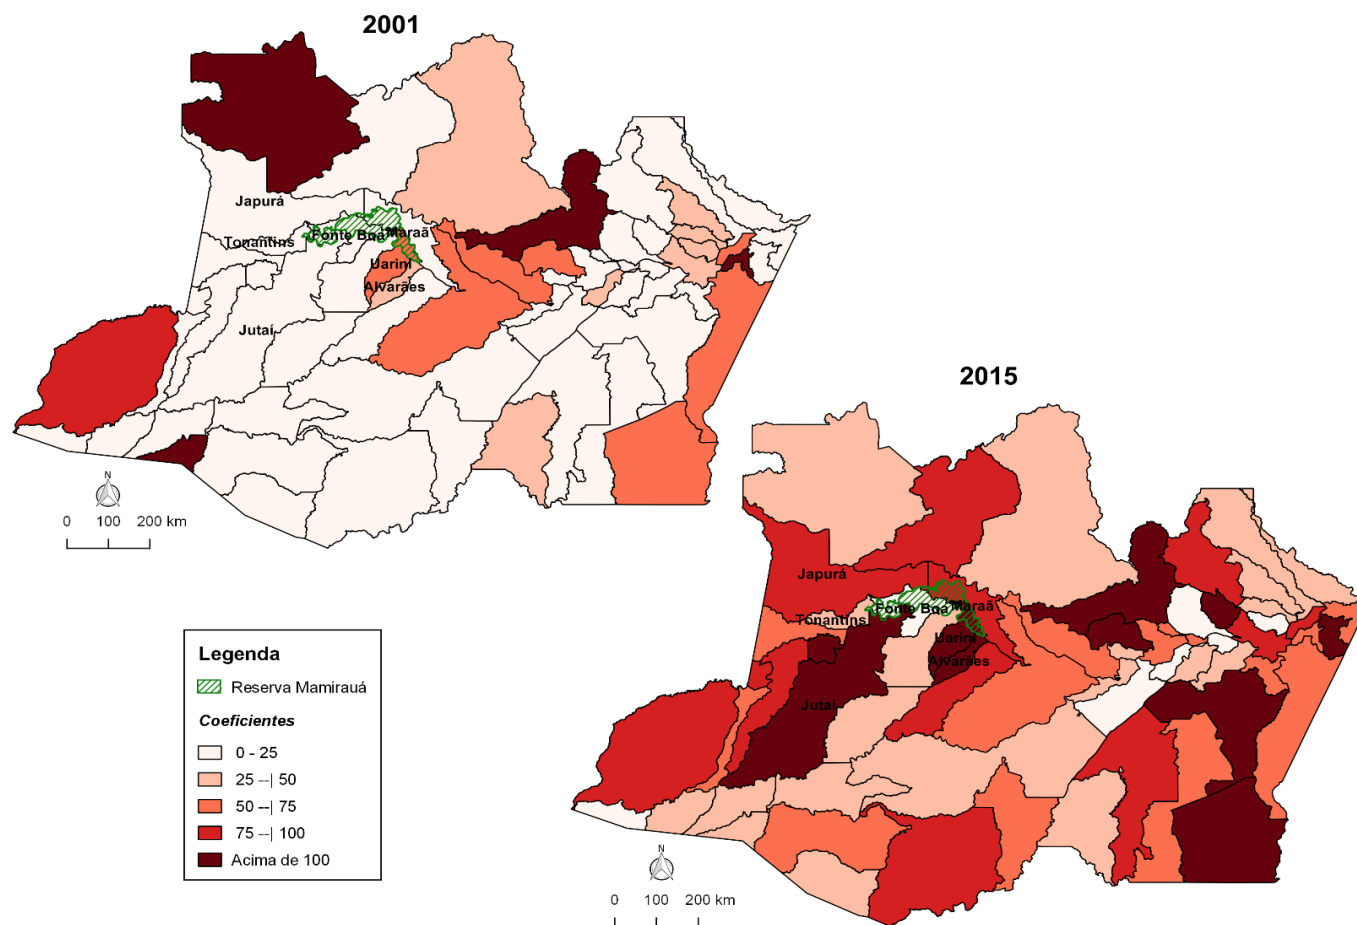 2001
Japurá
Tonantins
Fonte Boa
Maraã
Uarini
Alvarães
Jutaí
N
0 100 200 km
2015
Japurá
Tonantins
Fonte Boa
Maraã
Uarini
Alvarães
Jutaí
N
0 100 200 km
Legenda
Reserva Mamirauá
Coeficientes
0 - 25
25 --| 50
50 --| 75
75 --| 100
Acima de 100